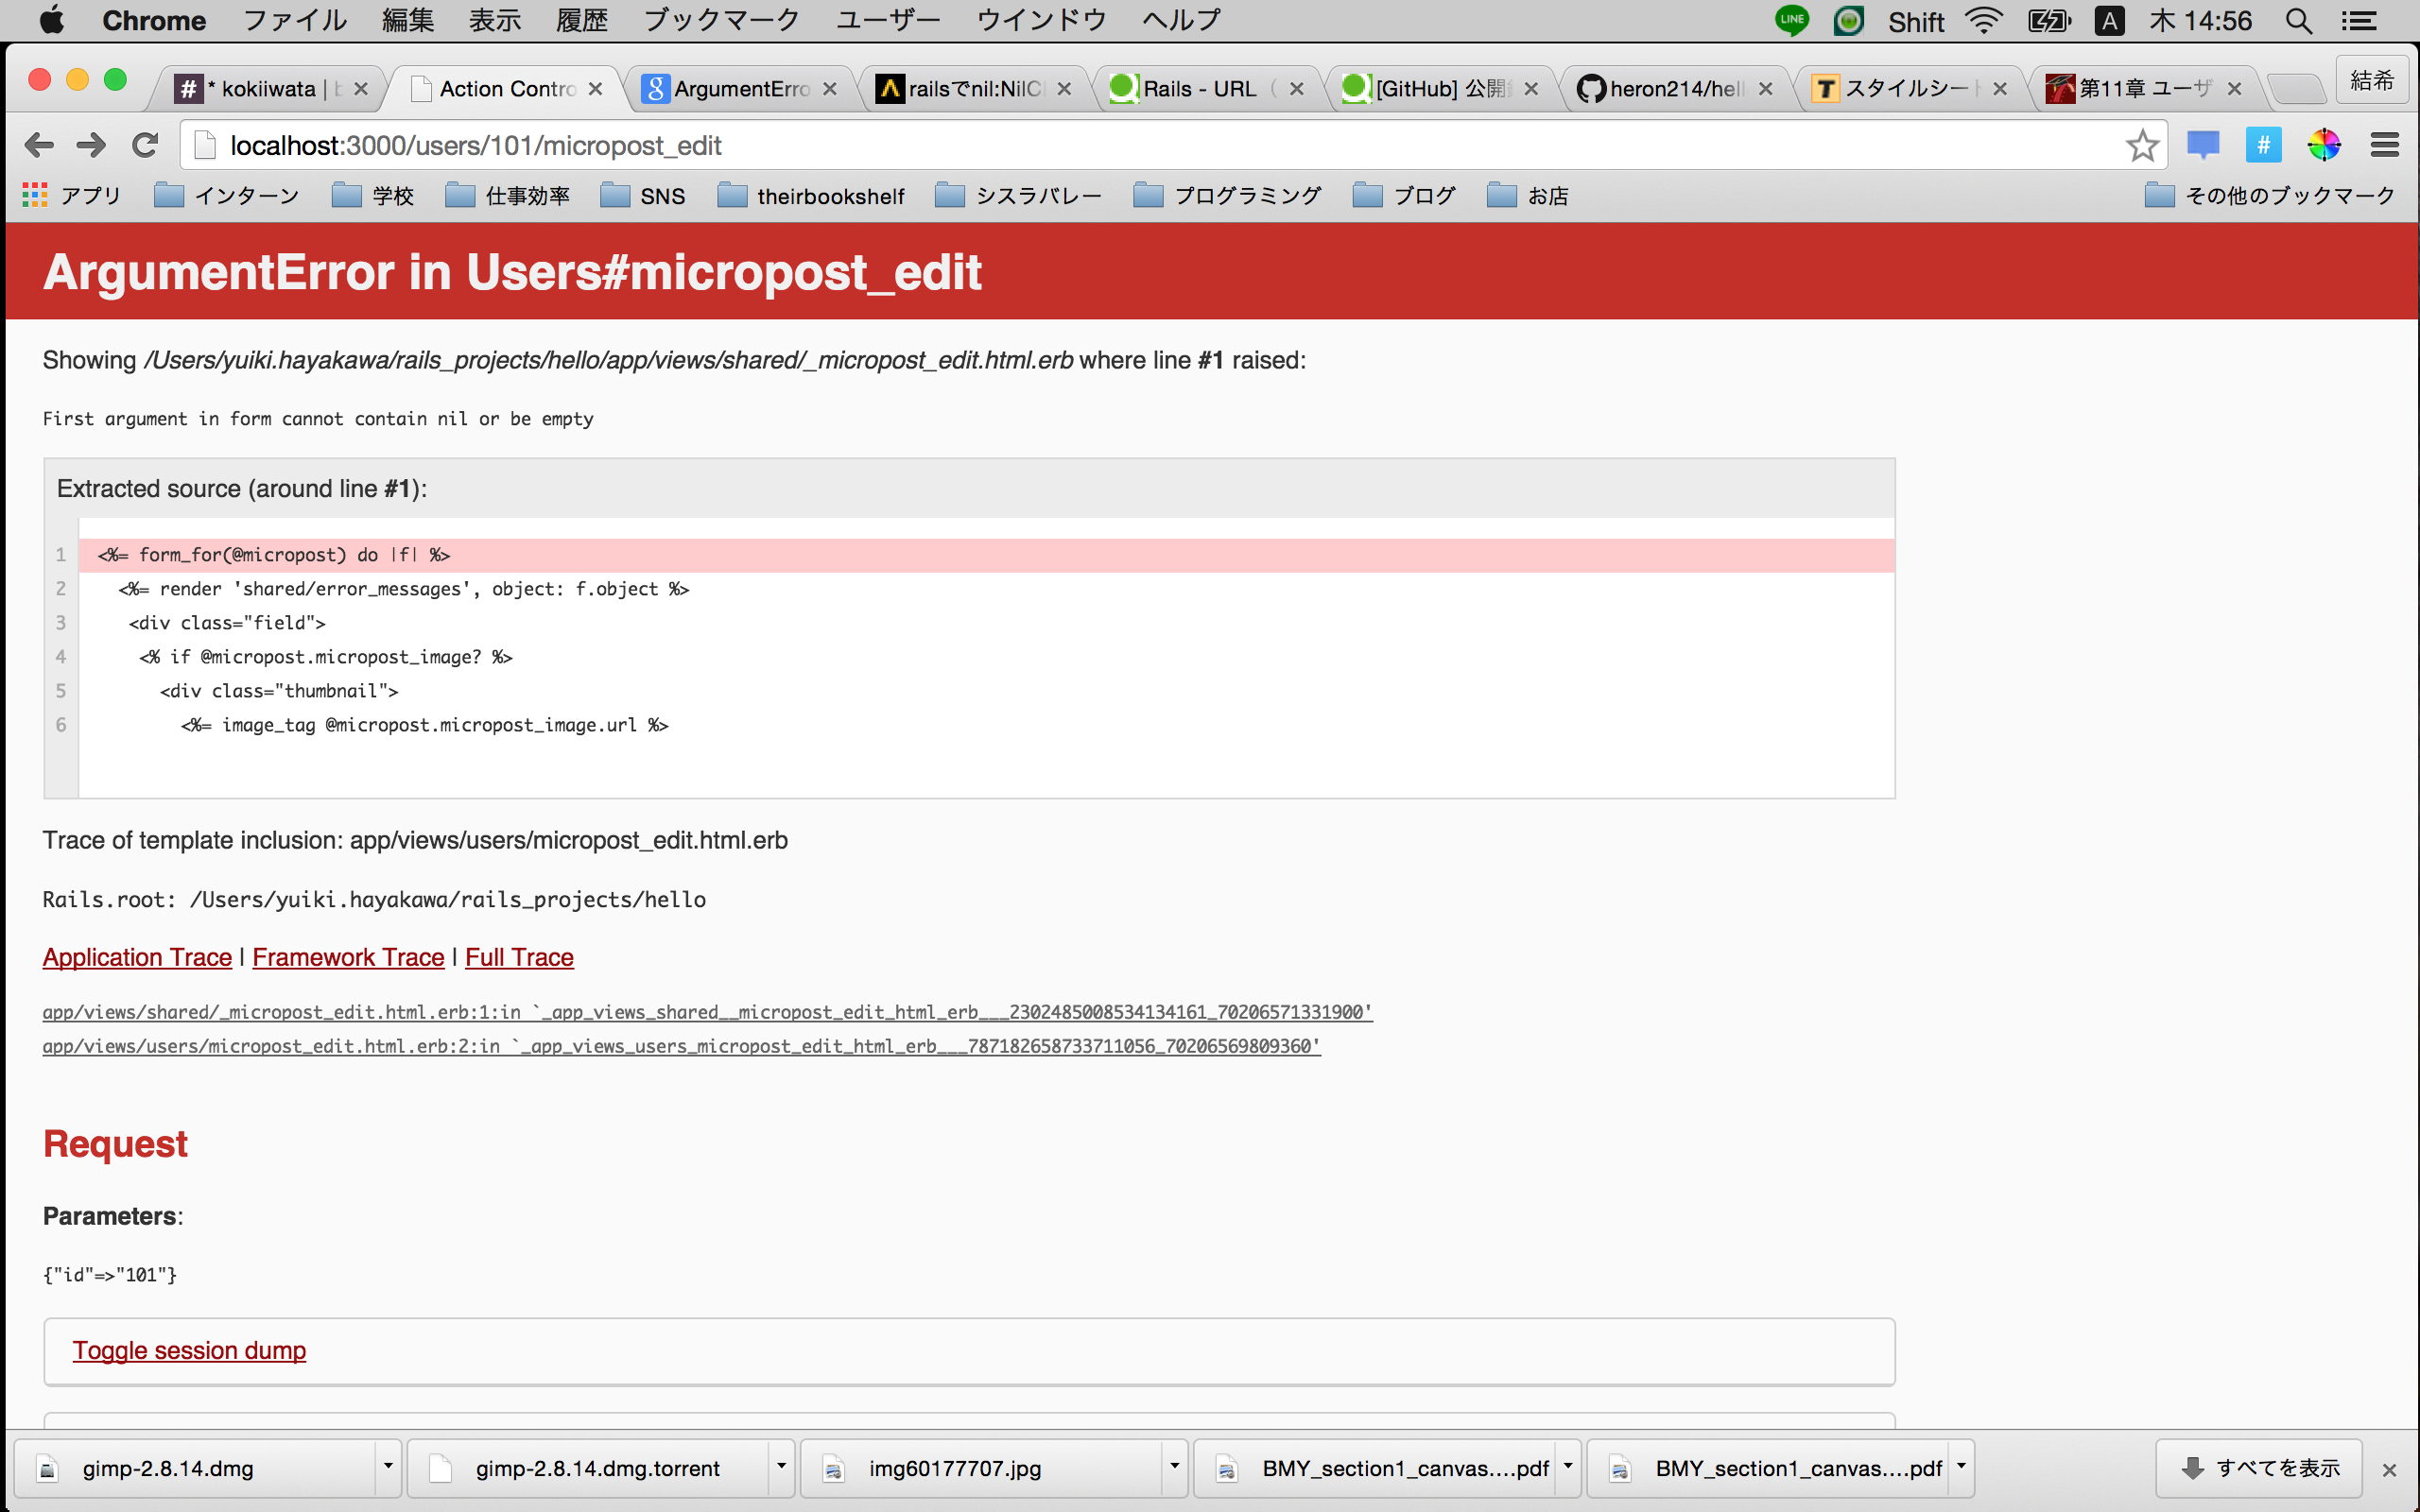 Chrome ファイル 編集 表示 履歴 ブックマーク ユーザー ウインドウ ヘルプ LINE Shift A 木 14:56
# * kokiiwata | Action Contro g ArgumentErro railsでnil:NilCl Rails - URL ( [GitHub] 公開 heron214/hell T スタイルシート 第11章 ユーザ 結希
localhost:3000/users/101/micropost_edit #
アプリ インターン 学校 仕事効率 SNS theirbookshelf シスラバレー プログラミング ブログ お店 その他のブックマーク
ArgumentError in Users#micropost_edit
Showing /Users/yuiki.hayakawa/rails_projects/hello/app/views/shared/_micropost_edit.html.erb where line #1 raised:
First argument in form cannot contain nil or be empty
Extracted source (around line #1):
1 <%= form_for(@micropost) do |f| %>
2 <%= render 'shared/error_messages', object: f.object %>
3 <div class="field">
4 <% if @micropost.micropost_image? %>
5 <div class="thumbnail">
6 <%= image_tag @micropost.micropost_image.url %>
Trace of template inclusion: app/views/users/micropost_edit.html.erb
Rails.root: /Users/yuiki.hayakawa/rails_projects/hello
Application Trace | Framework Trace | Full Trace
app/views/shared/_micropost_edit.html.erb:1:in `_app_views_shared__micropost_edit_html_erb___2302485008534134161_70206571331900'
app/views/users/micropost_edit.html.erb:2:in `_app_views_users_micropost_edit_html_erb___787182658733711056_70206569809360'
Request
Parameters:
{"id"=>"101"}
Toggle session dump
gimp-2.8.14.dmg gimp-2.8.14.dmg.torrent img60177707.jpg BMY_section1_canvas....pdf BMY_section1_canvas....pdf すべてを表示